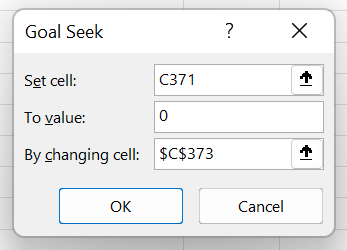 Goal Seek ?
Set cell: C371
To value: 0
By changing cell: $C$373
OK Cancel